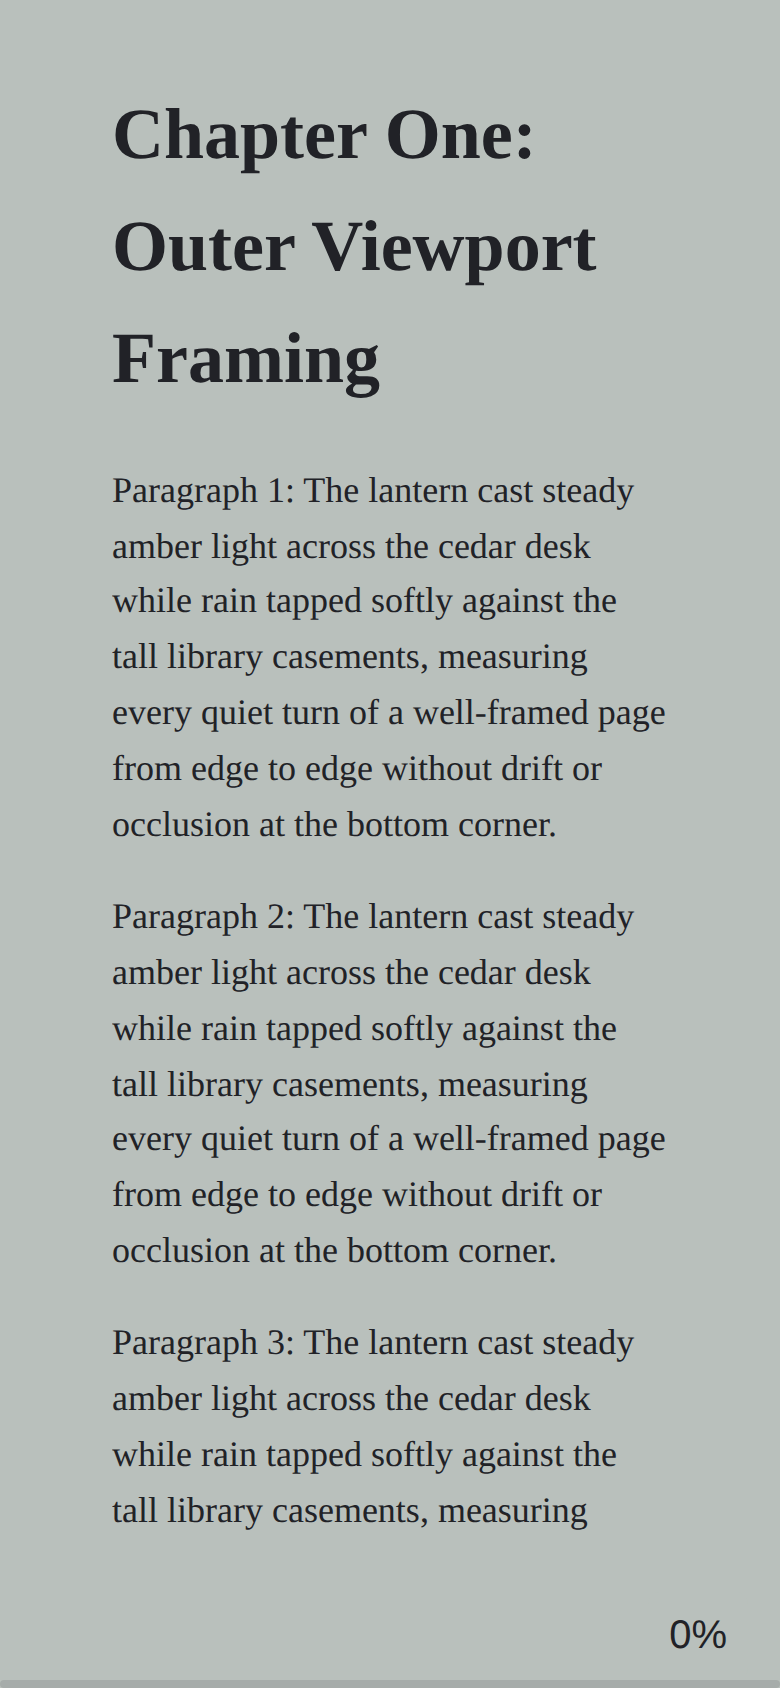 Chapter One:
Outer Viewport
Framing
Paragraph 1: The lantern cast steady
amber light across the cedar desk
while rain tapped softly against the
tall library casements, measuring
every quiet turn of a well-framed page
from edge to edge without drift or
occlusion at the bottom corner.
Paragraph 2: The lantern cast steady
amber light across the cedar desk
while rain tapped softly against the
tall library casements, measuring
every quiet turn of a well-framed page
from edge to edge without drift or
occlusion at the bottom corner.
Paragraph 3: The lantern cast steady
amber light across the cedar desk
while rain tapped softly against the
tall library casements, measuring
0%